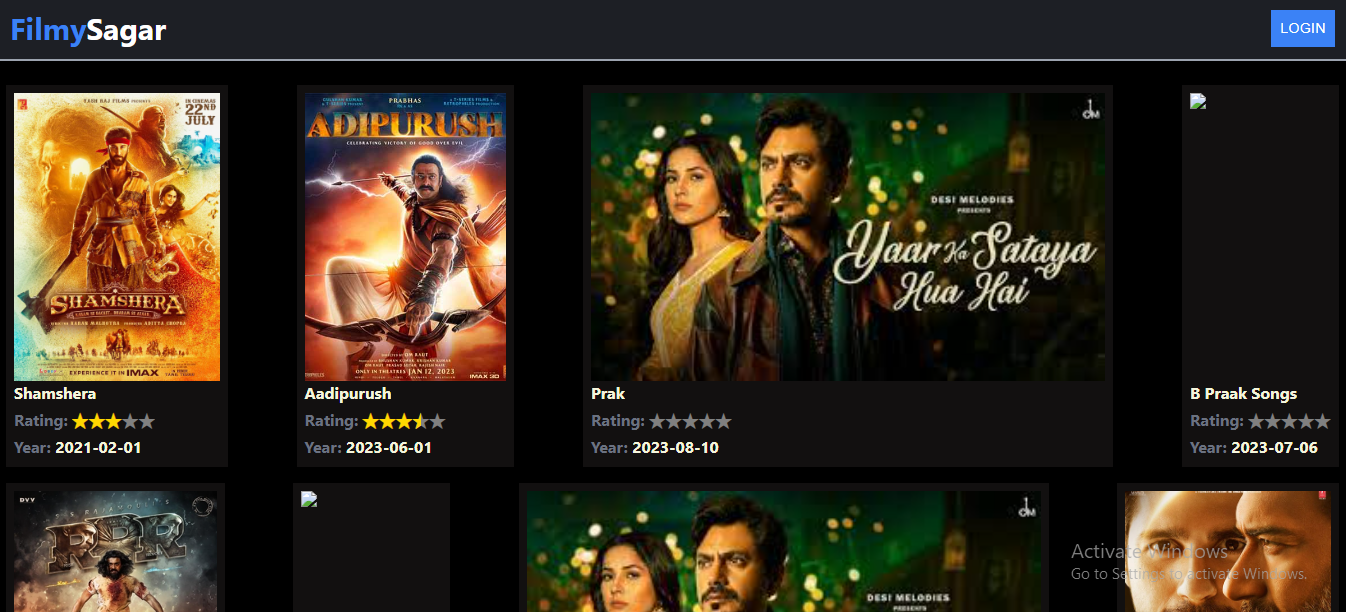 FilmySagar
LOGIN
YASH RAJ FILMS PRESENTS
IN CINEMAS
22ND
JULY
SHAMSHERA
EXPERIENCE IT IN IMAX
Shamshera
Rating:
Year: 2021-02-01
PRABHAS
ADIPURUSH
CELEBRATING VICTORY OF GOOD OVER EVIL
ONLY IN THEATRES JAN 12, 2023
IMAX 3D
Aadipurush
Rating:
Year: 2023-06-01
DESI MELODIES
PRESENTS
Yaar Ka Sataya
Hua Hai
Prak
Rating:
Year: 2023-08-10
B Praak Songs
Rating:
Year: 2023-07-06
DVV
RRR
DESI MELODIES
PRESENTS
Activate Windows
Go to Settings to activate Windows.